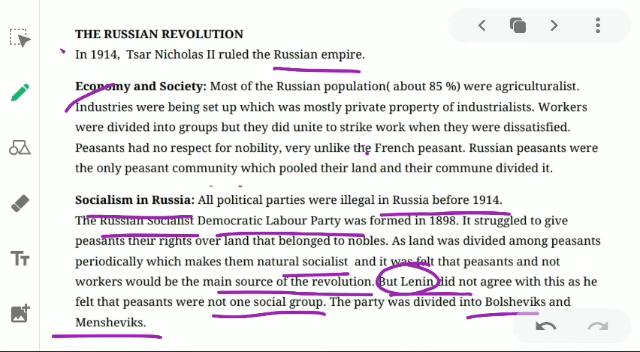 THE RUSSIAN REVOLUTION
In 1914, Tsar Nicholas II ruled the Russian empire.
Economy and Society: Most of the Russian population( about 85 %) were agriculturalist.
Industries were being set up which was mostly private property of industrialists. Workers
were divided into groups but they did unite to strike work when they were dissatisfied.
Peasants had no respect for nobility, very unlike the French peasant. Russian peasants were
the only peasant community which pooled their land and their commune divided it.
Socialism in Russia: All political parties were illegal in Russia before 1914.
The Russian Socialist Democratic Labour Party was formed in 1898. It struggled to give
peasants their rights over land that belonged to nobles. As land was divided among peasants
periodically which makes them natural socialist and it was felt that peasants and not
workers would be the main source of the revolution. But Lenin did not agree with this as he
felt that peasants were not one social group. The party was divided into Bolsheviks and
Mensheviks.
TT